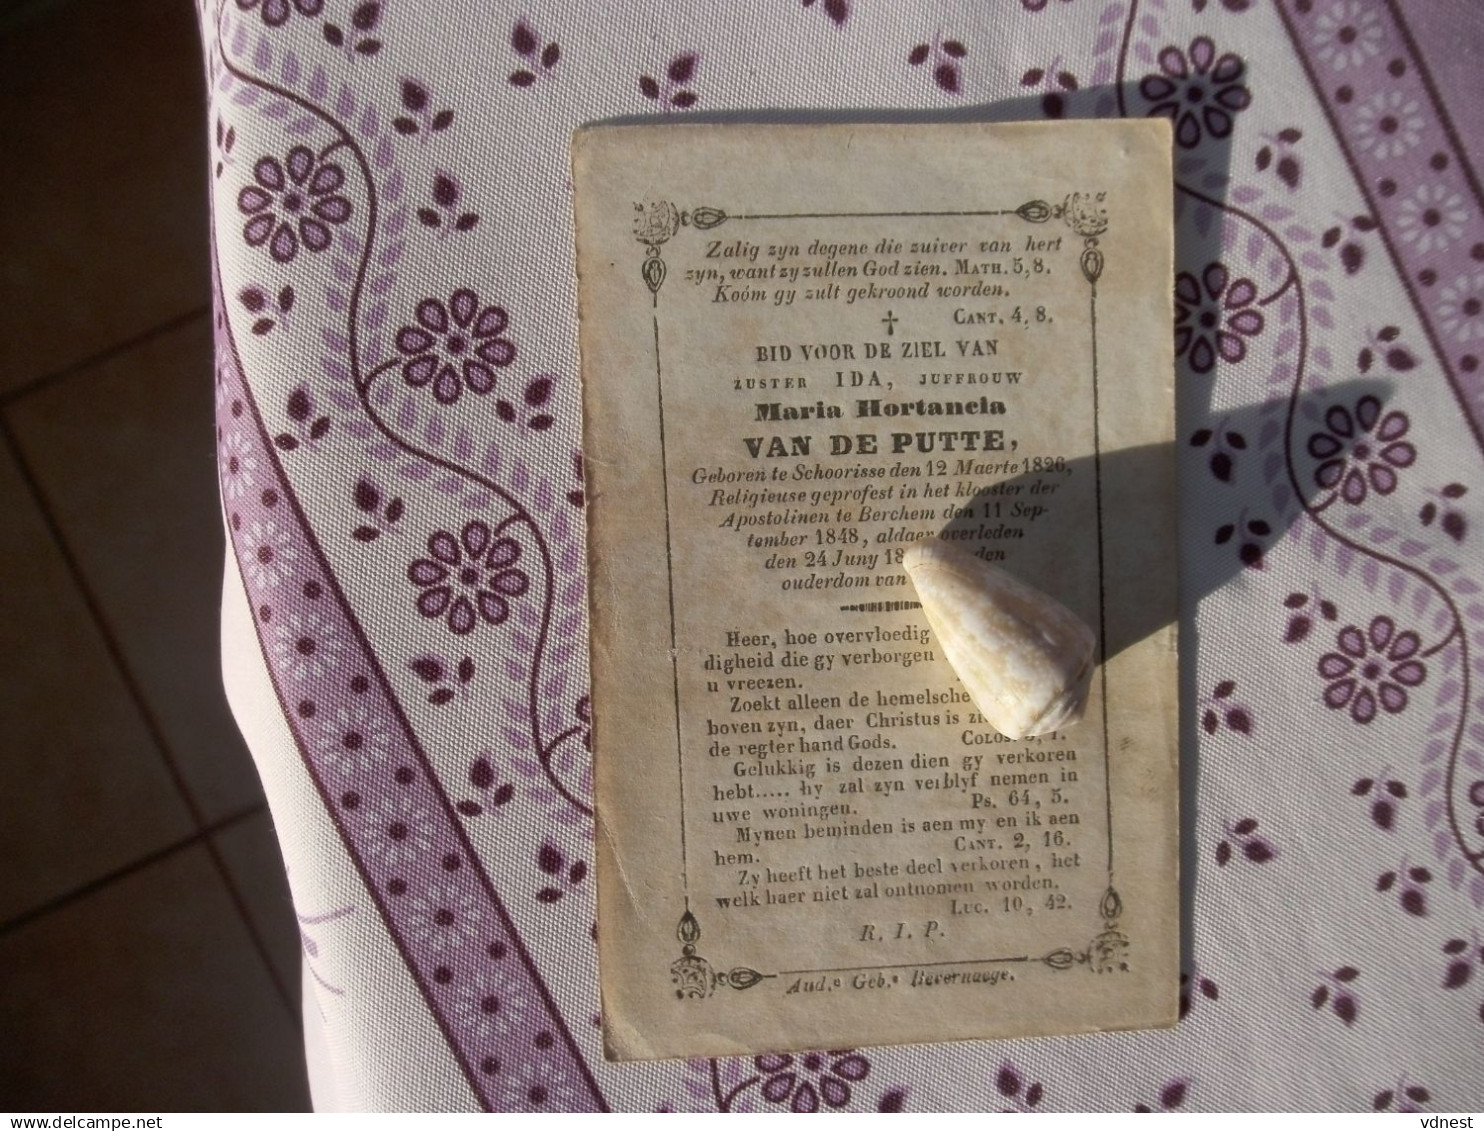 Zalig zyn degene die zuiver van hert
zyn, want zy zullen God zien. MATH. 5, 8.
Koóm gy zult gekroond worden.
CANT. 4, 8.
BID VOOR DE ZIEL VAN
ZUSTER IDA, JUFFROUW
Maria Hortancia
VAN DE PUTTE,
Geboren te Schoorisse den 12 Maerte 1826,
Religieuse geprofest in het klooster der
Apostolinen te Berchem den 11 Sep-
tember 1848, aldaer overleden
den 24 Juny 18 den
ouderdom van
Heer, hoe overvloedig
digheid die gy verborgen
u vreezen.
Zoekt alleen de hemelsche
boven zyn, daer Christus is
de regter hand Gods. COLOS.
Gelukkig is dezen dien gy verkoren
hebt..... hy zal zyn verblyf nemen in
uwe woningen. Ps. 64, 5.
Mynen beminden is aen my en ik aen
hem. CANT. 2, 16.
Zy heeft het beste deel verkoren, het
welk haer niet zal ontnomen worden.
LUC. 10, 42.
R. I. P.
Aud.e Geb.s Bevernaege.
vdnest